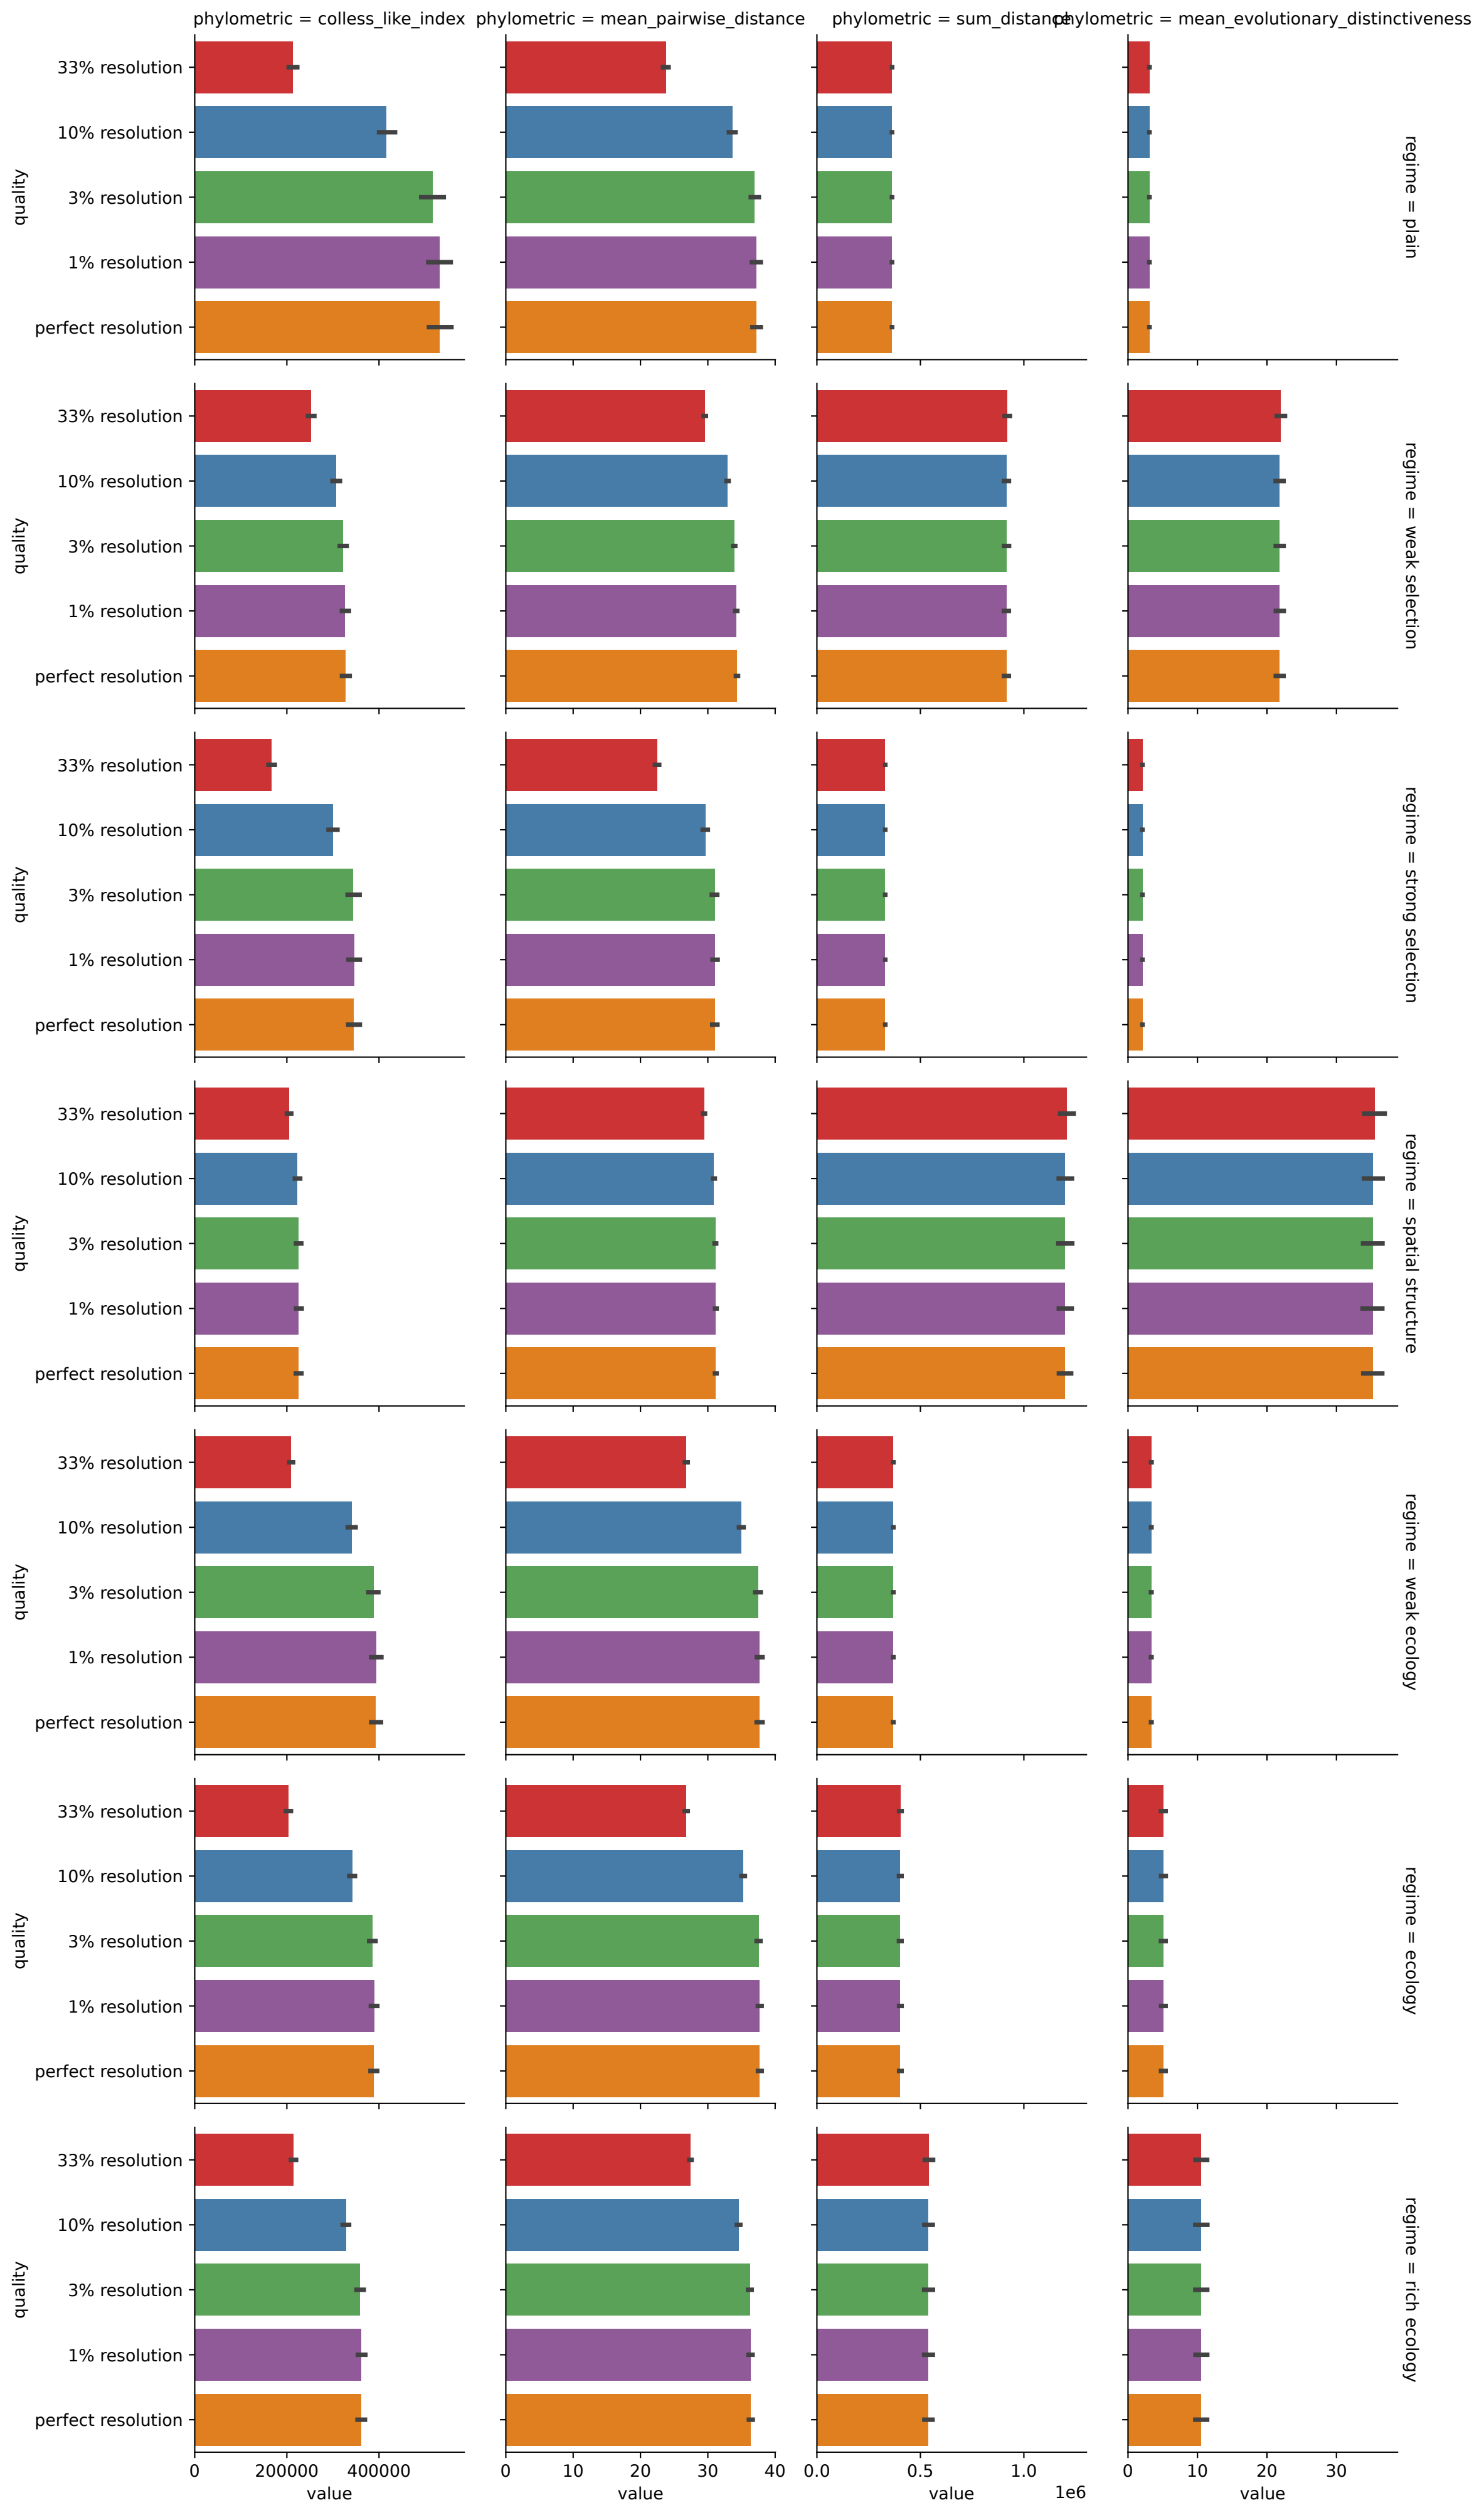 phylometric = colless_like_index
phylometric = mean_pairwise_distance
phylometric = sum_distance
phylometric = mean_evolutionary_distinctiveness
33% resolution
10% resolution
3% resolution
1% resolution
perfect resolution
quality
regime = plain
33% resolution
10% resolution
3% resolution
1% resolution
perfect resolution
quality
regime = weak selection
33% resolution
10% resolution
3% resolution
1% resolution
perfect resolution
quality
regime = strong selection
33% resolution
10% resolution
3% resolution
1% resolution
perfect resolution
quality
regime = spatial structure
33% resolution
10% resolution
3% resolution
1% resolution
perfect resolution
quality
regime = weak ecology
33% resolution
10% resolution
3% resolution
1% resolution
perfect resolution
quality
regime = ecology
33% resolution
10% resolution
3% resolution
1% resolution
perfect resolution
quality
regime = rich ecology
0 200000 400000
value
0 10 20 30 40
value
0.0 0.5 1.0
1e6
value
0 10 20 30
value